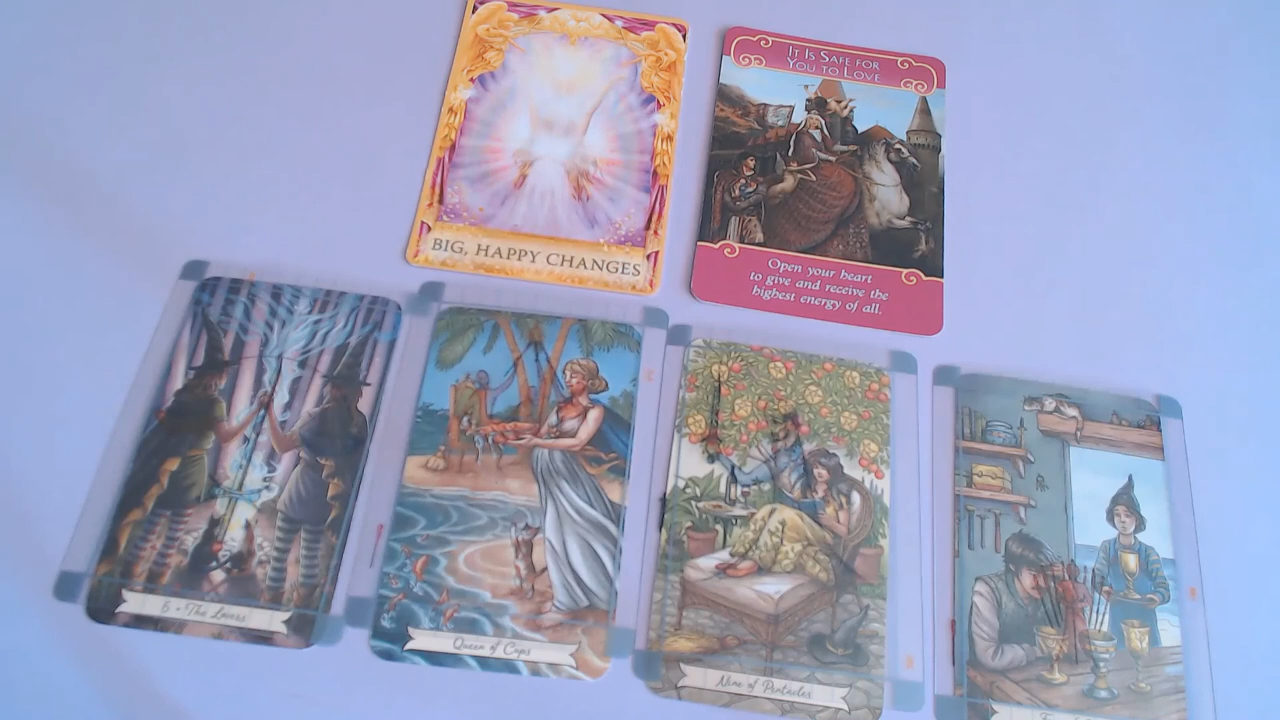 BIG, HAPPY CHANGES
IT IS SAFE FOR
YOU TO LOVE
Open your heart
to give and receive the
highest energy of all.
6 • The Lovers
Queen of Cups
Nine of Pentacles